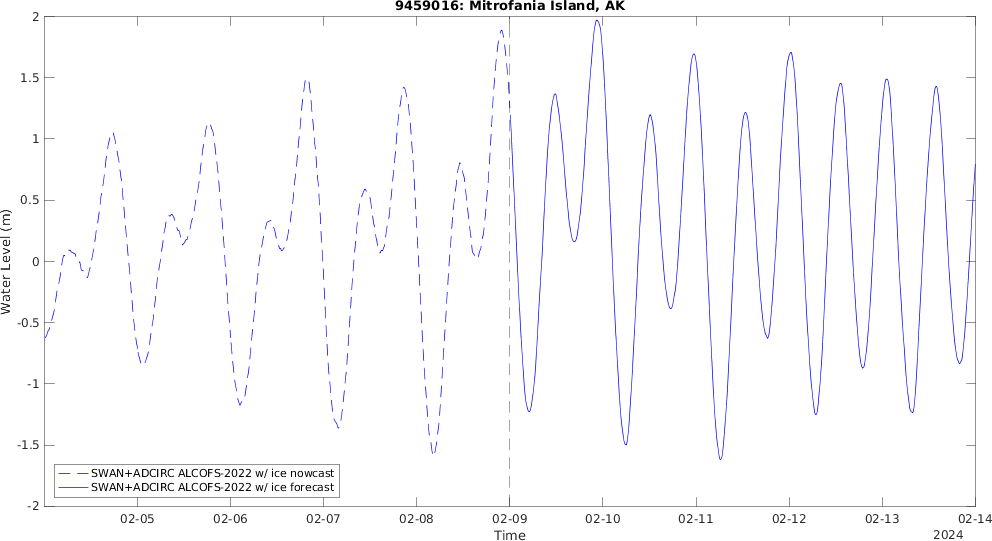 9459016: Mitrofania Island, AK
2
1.5
1
0.5
0
-0.5
-1
-1.5
-2
Water Level (m)
SWAN+ADCIRC ALCOFS-2022 w/ ice nowcast
SWAN+ADCIRC ALCOFS-2022 w/ ice forecast
02-05 02-06 02-07 02-08 02-09 02-10 02-11 02-12 02-13 02-14
Time
2024